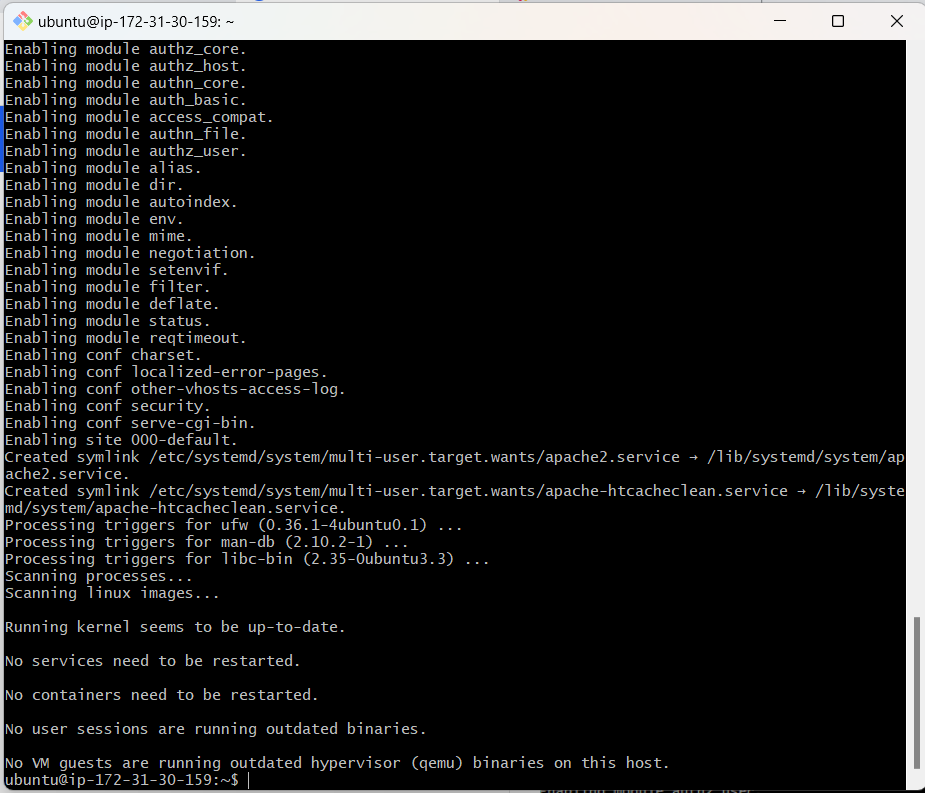 ubuntu@ip-172-31-30-159: ~
Enabling module authz_core.
Enabling module authz_host.
Enabling module authn_core.
Enabling module auth_basic.
Enabling module access_compat.
Enabling module authn_file.
Enabling module authz_user.
Enabling module alias.
Enabling module dir.
Enabling module autoindex.
Enabling module env.
Enabling module mime.
Enabling module negotiation.
Enabling module setenvif.
Enabling module filter.
Enabling module deflate.
Enabling module status.
Enabling module reqtimeout.
Enabling conf charset.
Enabling conf localized-error-pages.
Enabling conf other-vhosts-access-log.
Enabling conf security.
Enabling conf serve-cgi-bin.
Enabling site 000-default.
Created symlink /etc/systemd/system/multi-user.target.wants/apache2.service → /lib/systemd/system/ap
ache2.service.
Created symlink /etc/systemd/system/multi-user.target.wants/apache-htcacheclean.service → /lib/syste
md/system/apache-htcacheclean.service.
Processing triggers for ufw (0.36.1-4ubuntu0.1) ...
Processing triggers for man-db (2.10.2-1) ...
Processing triggers for libc-bin (2.35-0ubuntu3.3) ...
Scanning processes...
Scanning linux images...
Running kernel seems to be up-to-date.
No services need to be restarted.
No containers need to be restarted.
No user sessions are running outdated binaries.
No VM guests are running outdated hypervisor (qemu) binaries on this host.
ubuntu@ip-172-31-30-159:~$